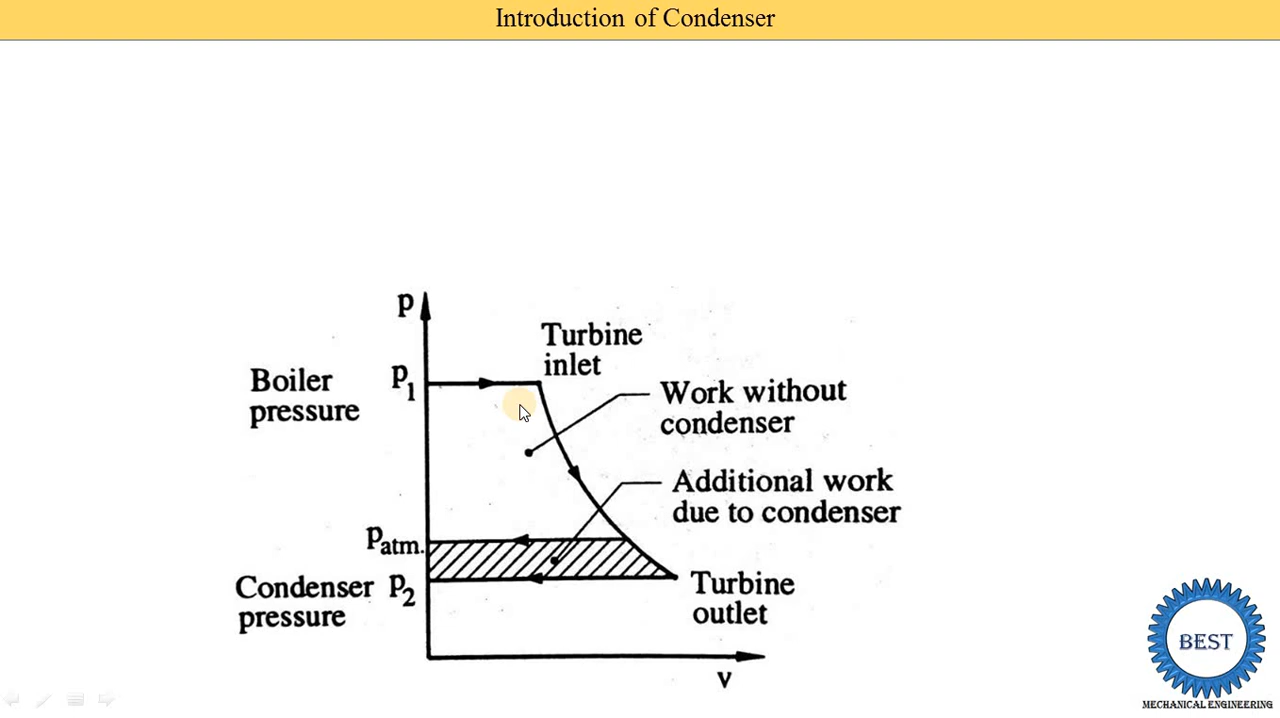 Introduction of Condenser
p
Turbine
inlet
Boiler
pressure
p1
Work without
condenser
Additional work
due to condenser
patm.
Condenser
pressure
p2
Turbine
outlet
v
BEST
MECHANICAL ENGINEERING